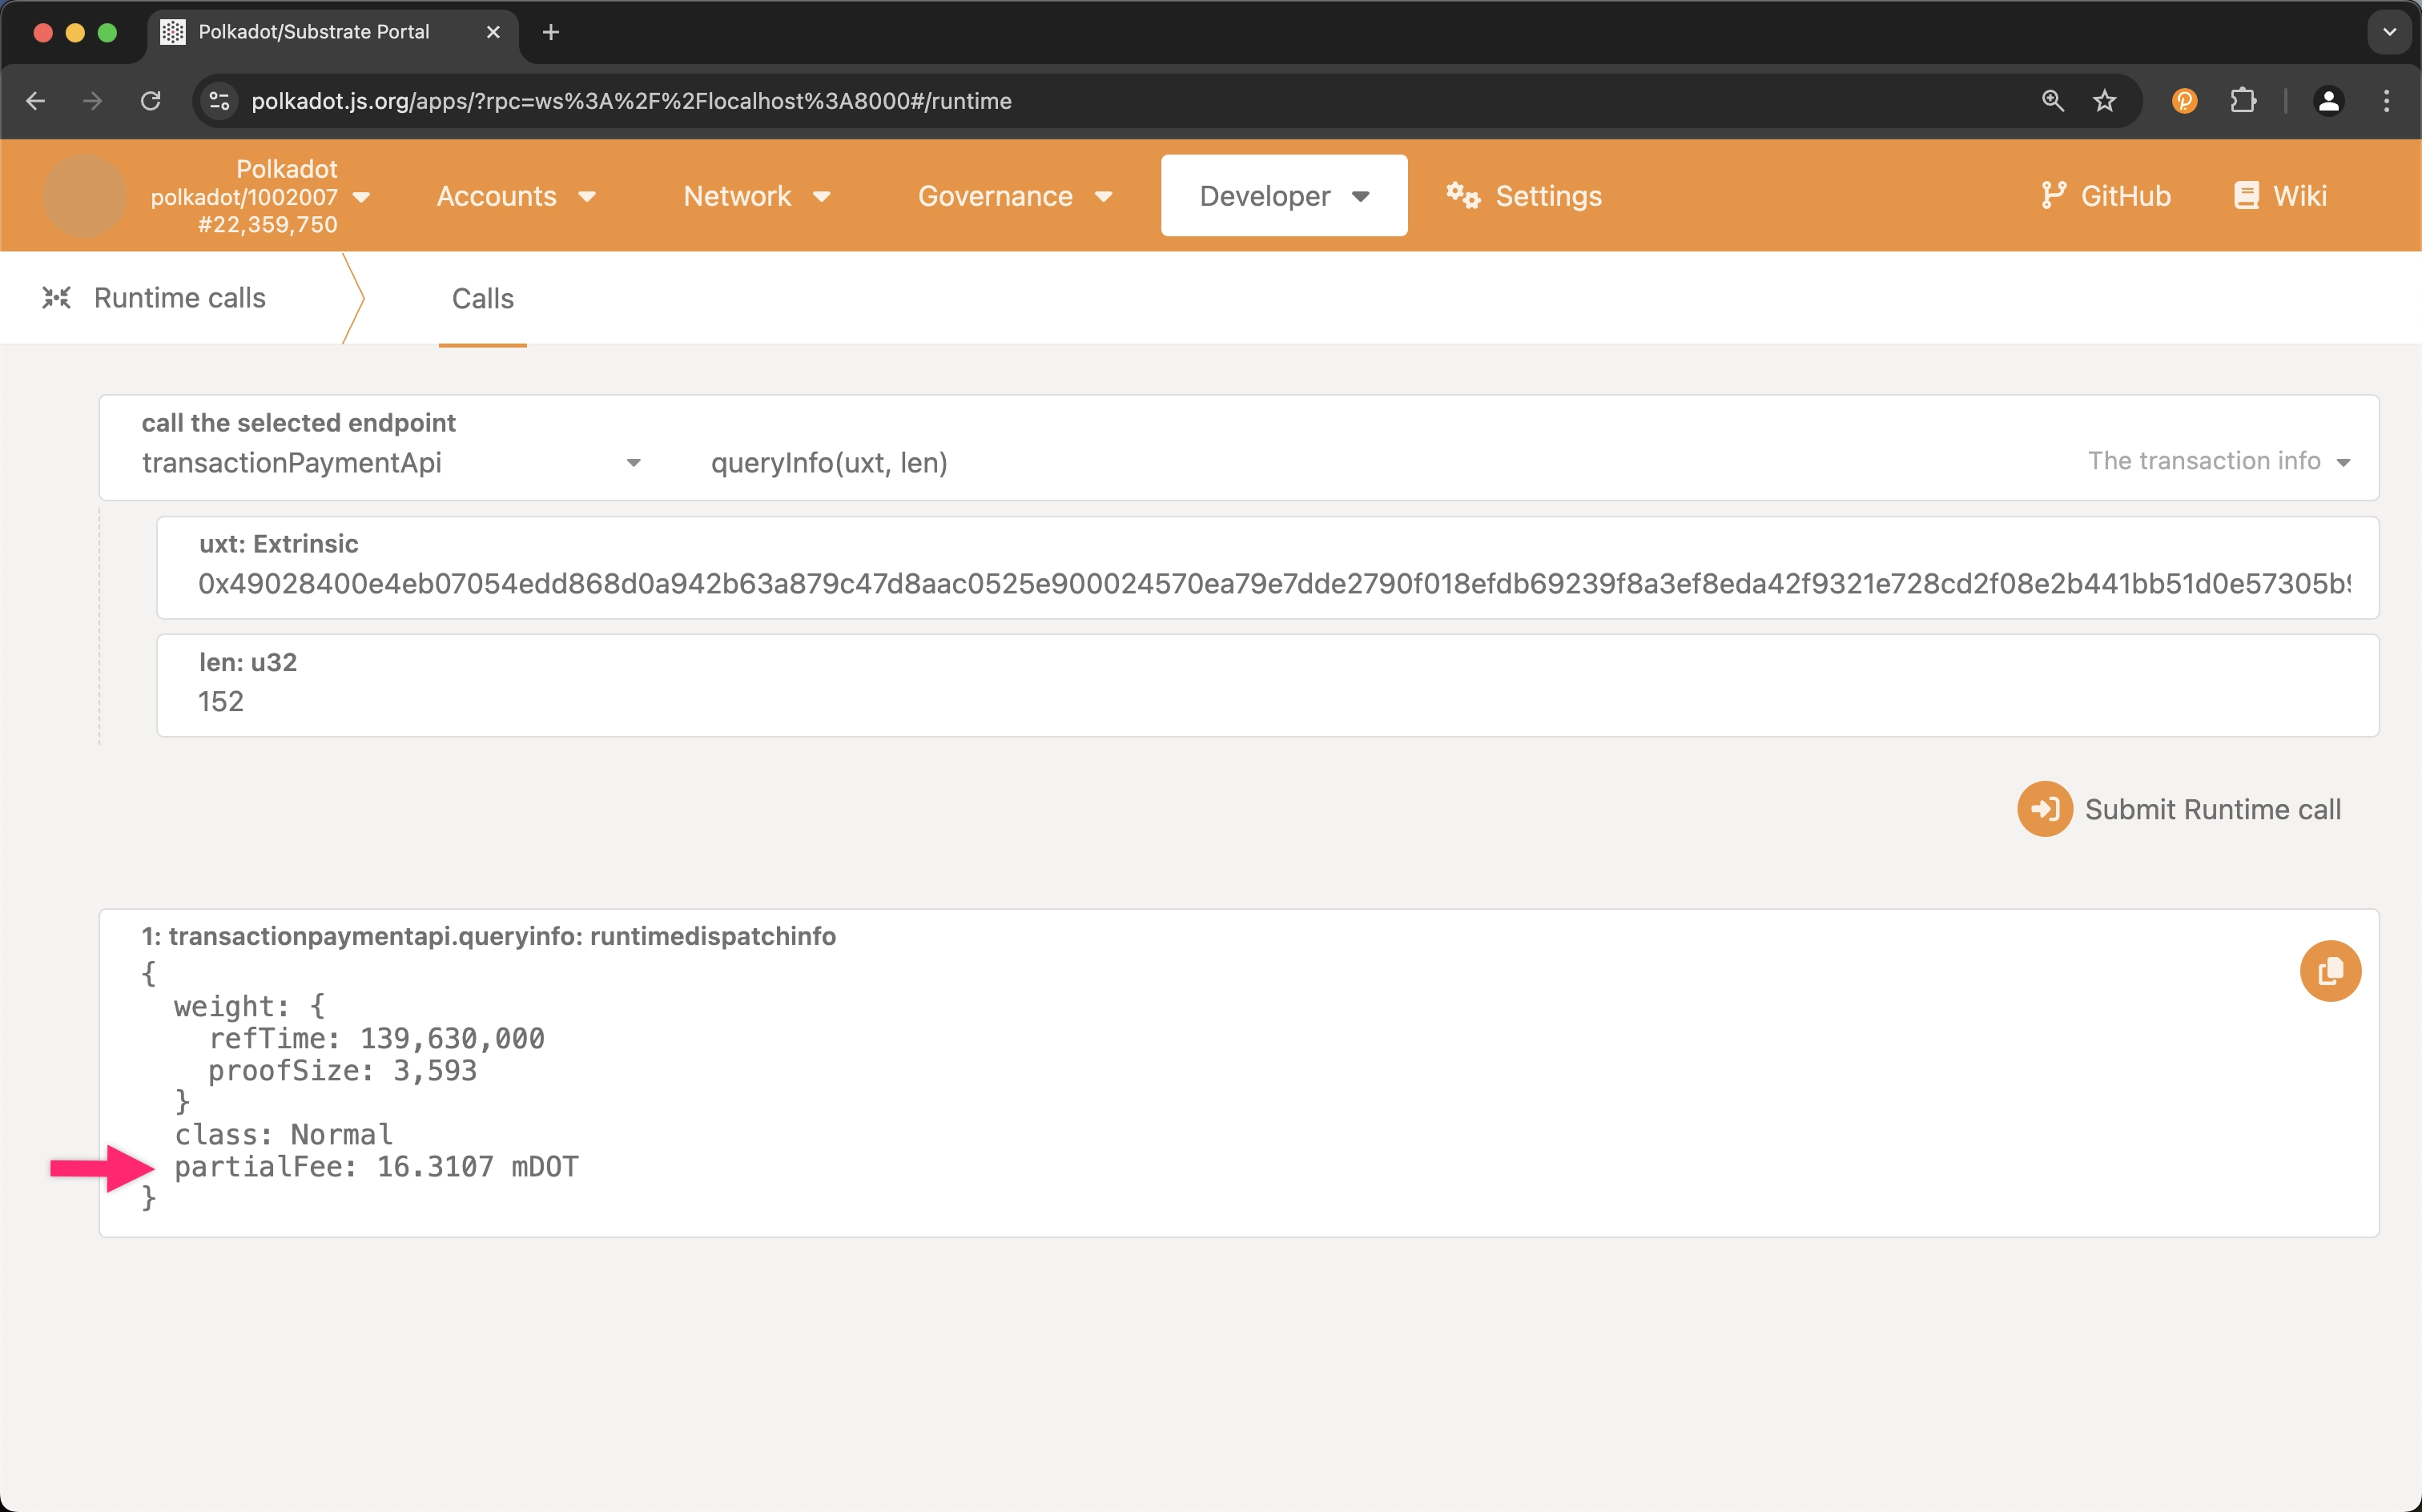 Polkadot/Substrate Portal
polkadot.js.org/apps/?rpc=ws%3A%2F%2Flocalhost%3A8000#/runtime
Polkadot
polkadot/1002007
#22,359,750
Accounts
Network
Governance
Developer
Settings
GitHub
Wiki
Runtime calls
Calls
call the selected endpoint
transactionPaymentApi
queryInfo(uxt, len)
The transaction info
uxt: Extrinsic
0x49028400e4eb07054edd868d0a942b63a879c47d8aac0525e900024570ea79e7dde2790f018efdb69239f8a3ef8eda42f9321e728cd2f08e2b441bb51d0e57305b9
len: u32
152
Submit Runtime call
1: transactionpaymentapi.queryinfo: runtimedispatchinfo
{
weight: {
refTime: 139,630,000
proofSize: 3,593
}
class: Normal
partialFee: 16.3107 mDOT
}